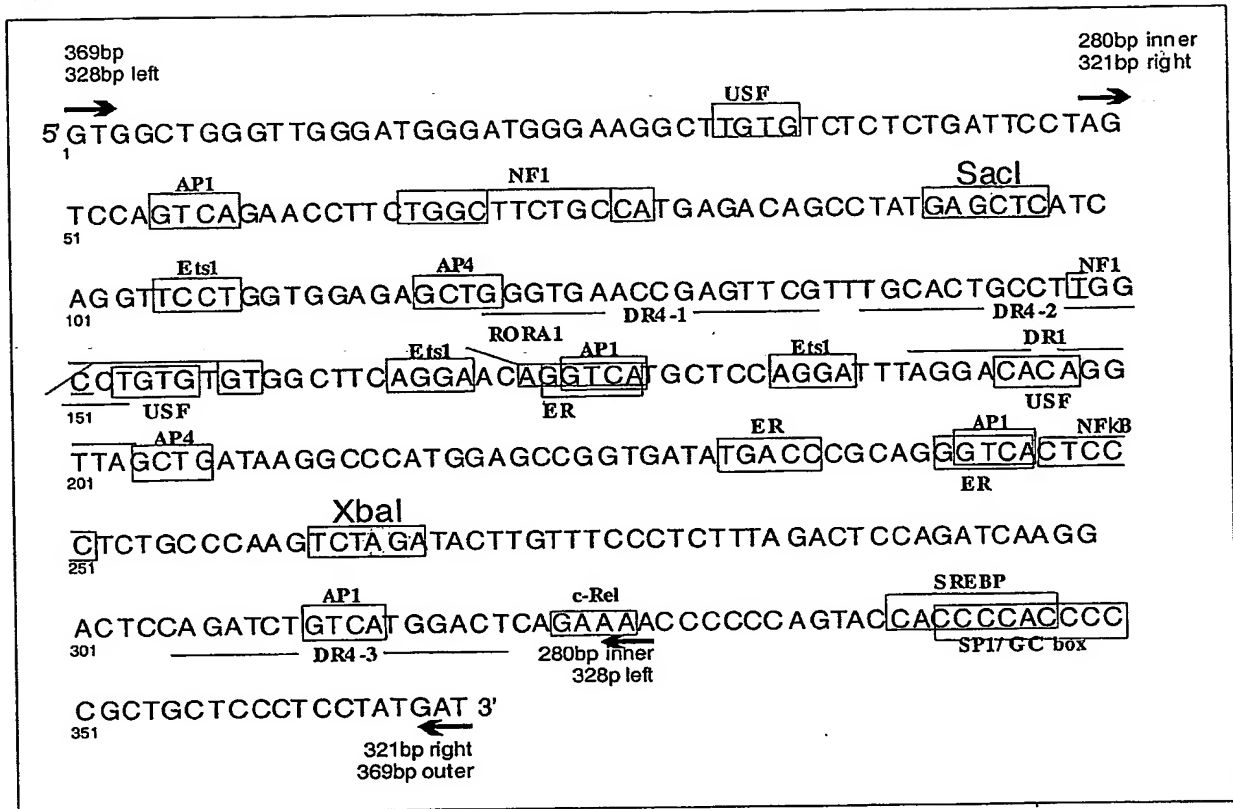 369bp 280bp inner
328bp left 321bp right
USF
5' GTGGCTGGGTTGGGATGGGATGGGAAGGCTTGTGTCTCTCTGATTCCTAG
1
AP1 NF1 SacI
TCCAGTCAGAACCTTCTGGCTTCTGCCATGAGACAGCCTATGAGCTCATC
51
Ets1 AP4 NF1
AGGTTCCTGGTGGAGAGCTGGGTGAACCGAGTTCGTTTGCACTGCCTTGG
101 DR4-1 DR4-2
RORA1 Ets1 AP1 Ets1 DR1
CCTGTGTGTGGCTTCAGGAACAGGTCATGCTCCAGGATTTAGGACACAGG
151 USF ER USF
AP4 ER AP1 NFkB
TTAGCTGATAAGGCCCATGGAGCCGGTGATATGACCCGCAGGGTCACTCC
201 ER
XbaI
CTCTGCCCAAGTCTAGATACTTGTTTCCCTCTTTAGACTCCAGATCAAGG
251
AP1 c-Rel SREBP
ACTCCAGATCTGTCATGGACTCAGAAAACCCCCCAGTACCACCCCACCCC
301 DR4-3 280bp inner SP1/GC box
328p left
CGCTGCTCCCTCCTATGAT 3'
351
321bp right
369bp outer